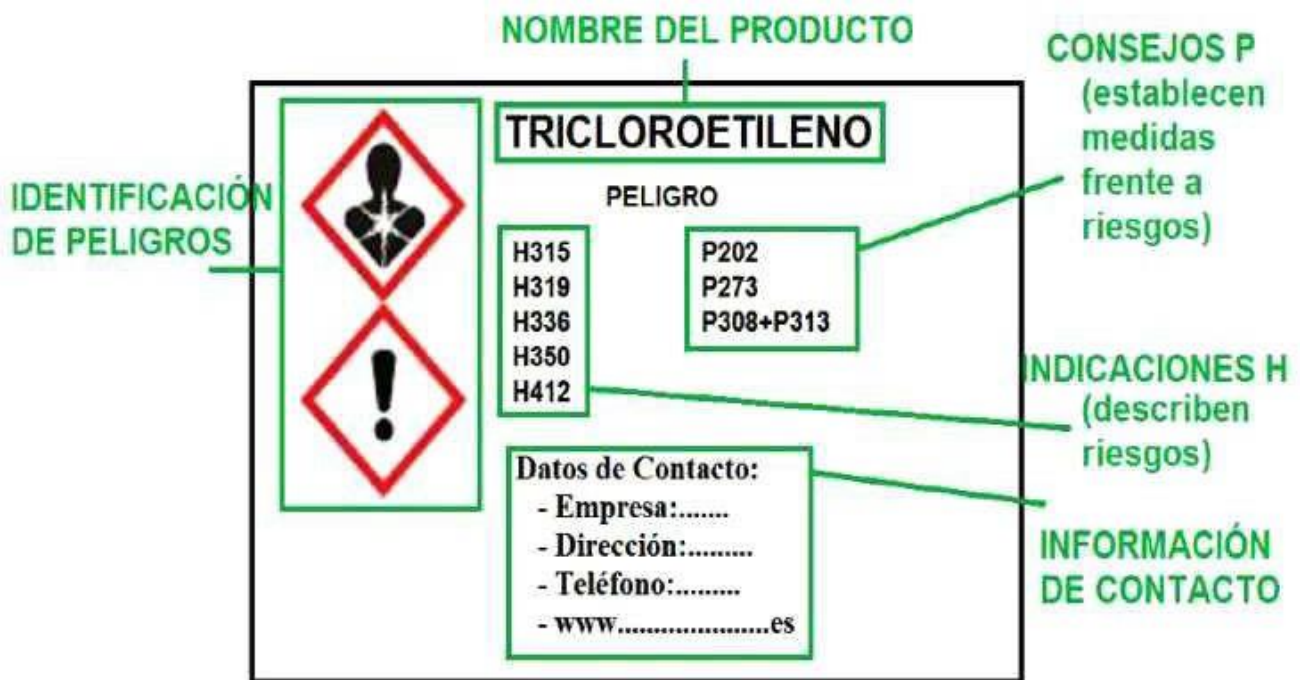 NOMBRE DEL PRODUCTO
CONSEJOS P
(establecen
medidas
frente a
riesgos)
IDENTIFICACIÓN
DE PELIGROS
TRICLOROETILENO
PELIGRO
H315
H319
H336
H350
H412
P202
P273
P308+P313
INDICACIONES H
(describen
riesgos)
Datos de Contacto:
- Empresa:.......
- Dirección:.........
- Teléfono:.........
- www.....................es
INFORMACIÓN
DE CONTACTO